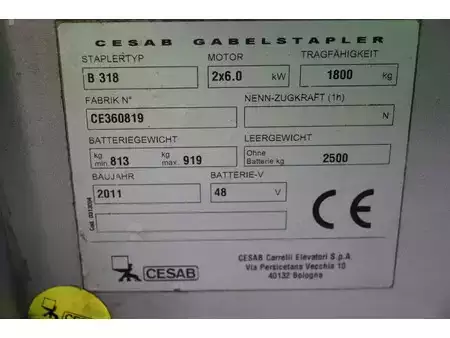 CESAB GABELSTAPLER
STAPLERTYP MOTOR TRAGFÄHIGKEIT
B 318 2x6.0 kW 1800 kg
FABRIK N° NENN-ZUGKRAFT (1h)
CE360819 N
BATTERIEGEWICHT LEERGEWICHT
kg min. 813 kg max. 919 Ohne Batterie kg 2500
BAUJAHR BATTERIE-V
2011 48 V
CE
CESAB
CESAB Carrelli Elevatori S.p.A.
Via Persicetana Vecchia 10
40132 Bologna
CESAB